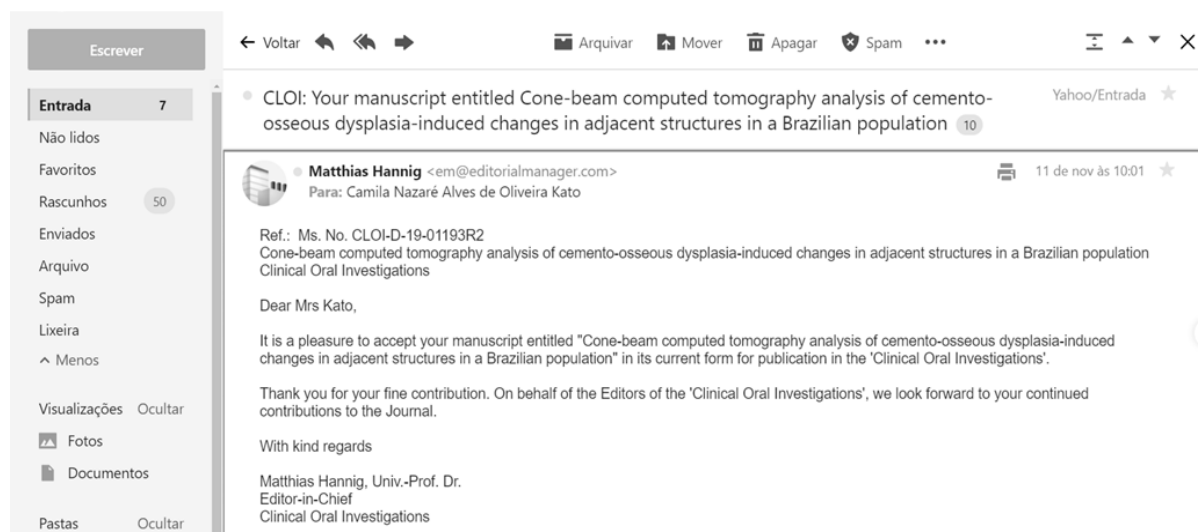 Escrever
Voltar
Arquivar
Mover
Apagar
Spam
Entrada 7
Não lidos
Favoritos
Rascunhos 50
Enviados
Arquivo
Spam
Lixeira
Menos
Visualizações Ocultar
Fotos
Documentos
Pastas Ocultar
CLOI: Your manuscript entitled Cone-beam computed tomography analysis of cemento-
osseous dysplasia-induced changes in adjacent structures in a Brazilian population 10
Yahoo/Entrada
Matthias Hannig <em@editorialmanager.com>
Para: Camila Nazaré Alves de Oliveira Kato
11 de nov às 10:01
Ref.: Ms. No. CLOI-D-19-01193R2
Cone-beam computed tomography analysis of cemento-osseous dysplasia-induced changes in adjacent structures in a Brazilian population
Clinical Oral Investigations
Dear Mrs Kato,
It is a pleasure to accept your manuscript entitled "Cone-beam computed tomography analysis of cemento-osseous dysplasia-induced
changes in adjacent structures in a Brazilian population" in its current form for publication in the 'Clinical Oral Investigations'.
Thank you for your fine contribution. On behalf of the Editors of the 'Clinical Oral Investigations', we look forward to your continued
contributions to the Journal.
With kind regards
Matthias Hannig, Univ.-Prof. Dr.
Editor-in-Chief
Clinical Oral Investigations